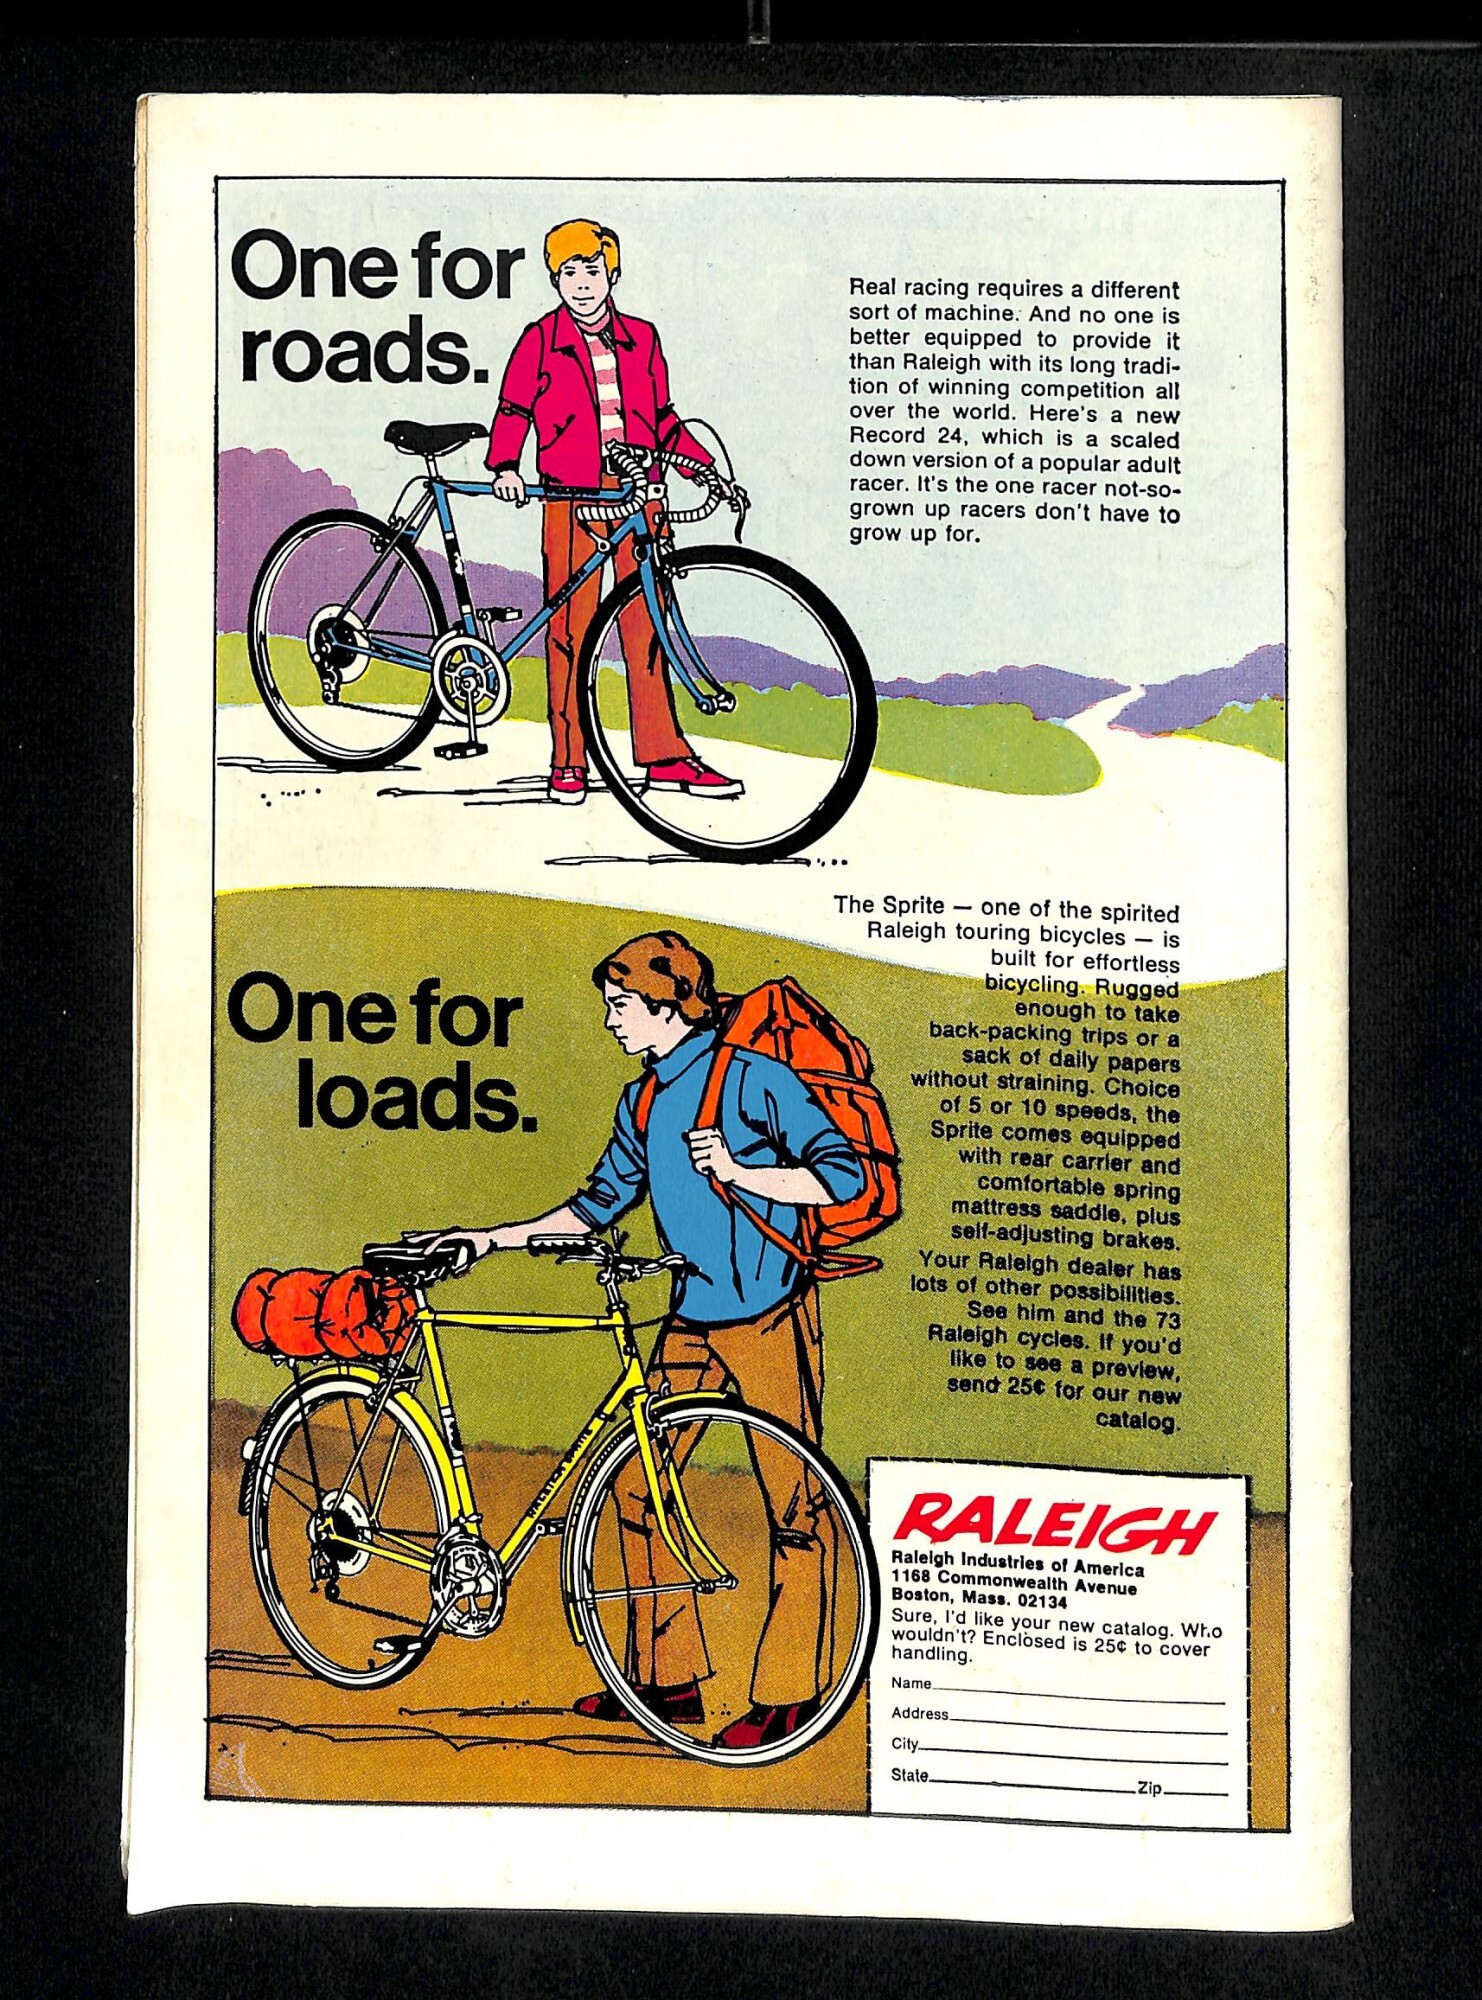 One for
roads.
Real racing requires a different
sort of machine. And no one is
better equipped to provide it
than Raleigh with its long tradi-
tion of winning competition all
over the world. Here's a new
Record 24, which is a scaled
down version of a popular adult
racer. It's the one racer not-so-
grown up racers don't have to
grow up for.
The Sprite — one of the spirited
Raleigh touring bicycles — is
built for effortless
bicycling. Rugged
enough to take
back-packing trips or a
sack of daily papers
without straining. Choice
of 5 or 10 speeds, the
Sprite comes equipped
with rear carrier and
comfortable spring
mattress saddle, plus
self-adjusting brakes.
Your Raleigh dealer has
lots of other possibilities.
See him and the 73
Raleigh cycles. If you'd
like to see a preview,
send 25¢ for our new
catalog.
One for
loads.
RALEIGH SPRITE
RALEIGH
Raleigh Industries of America
1168 Commonwealth Avenue
Boston, Mass. 02134
Sure, I'd like your new catalog. Who
wouldn't? Enclosed is 25¢ to cover
handling.
Name
Address
City
State Zip